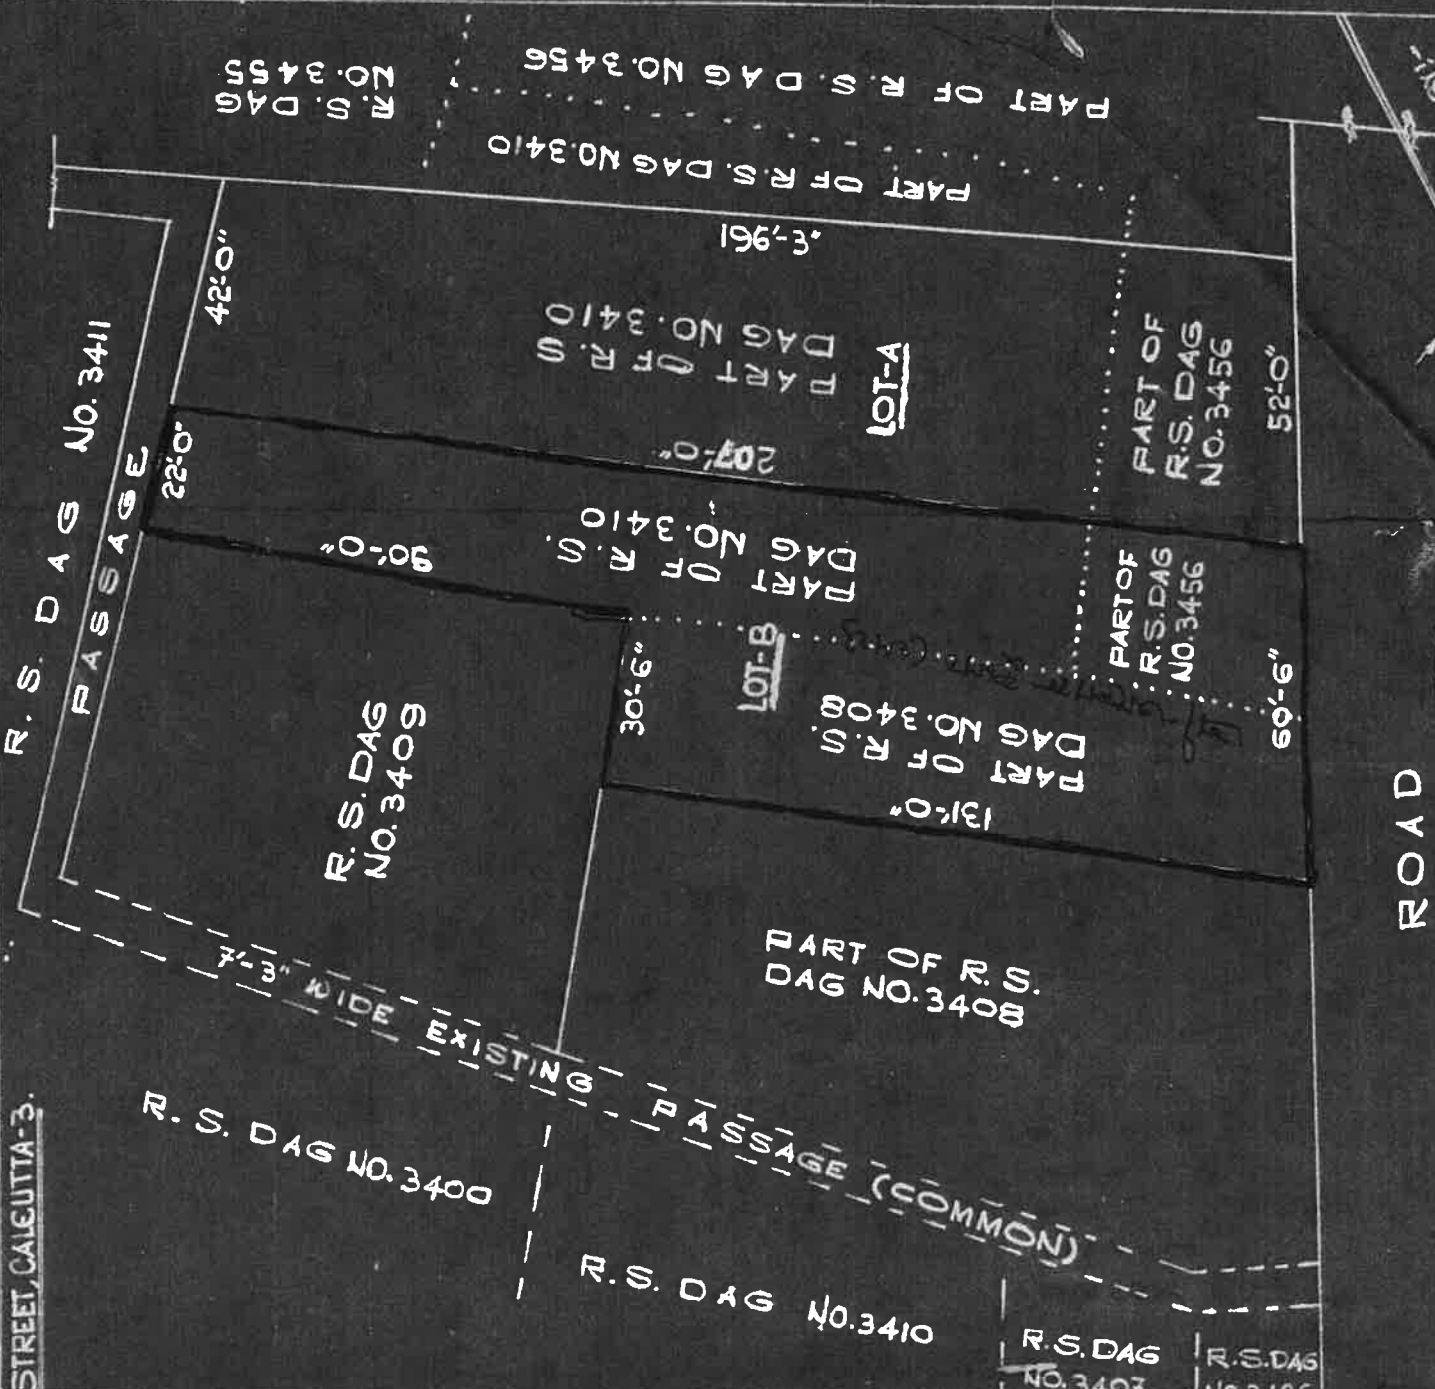 R.S. DAG
NO.3455
PART OF R.S. DAG NO.3456
PART OF R.S. DAG NO.3410
196'-3"
42'-0"
R.S. DAG NO.3411
PASSAGE
PART OF R.S
DAG NO.3410
LOT-A
PART OF
R.S. DAG
NO.3456
52'-0"
207'-0"
22'-0"
90'-0"
PART OF R.S.
DAG NO.3410
PART OF
R.S. DAG
NO.3456
30'-6"
LOT-B
60'-6"
PART OF R.S.
DAG NO.3408
131'-0"
R.S. DAG
NO.3409
ROAD
PART OF R.S.
DAG NO.3408
7'-3" WIDE EXISTING PASSAGE (COMMON)
R.S. DAG NO.3400
R.S. DAG NO.3410
R.S. DAG
NO.3407
R.S. DAG
STREET, CALCUTTA-3.